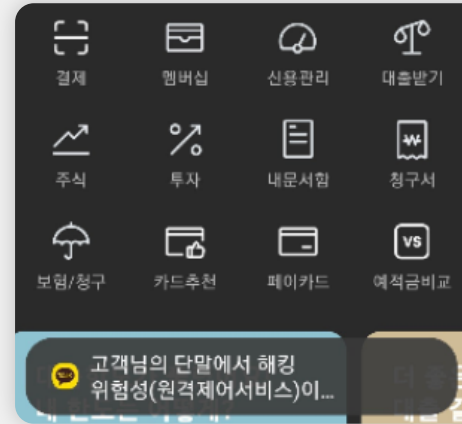 결제 멤버십 신용관리 대출받기
주식 투자 내문서함 청구서
보험/청구 카드추천 페이카드 예적금비교
VS
고객님의 단말에서 해킹
위험성(원격제어서비스)이...